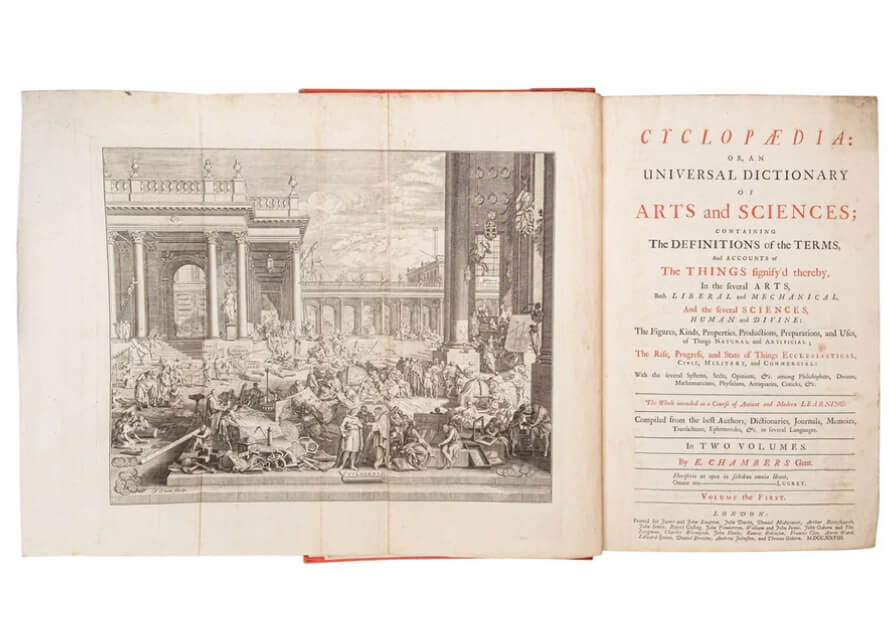 CYCLOPÆDIA:
OR, AN
UNIVERSAL DICTIONARY
OF
ARTS and SCIENCES;
CONTAINING
The DEFINITIONS of the TERMS,
And ACCOUNTS of
The THINGS ſignify'd thereby,
In the ſeveral ARTS,
Both LIBERAL and MECHANICAL,
And the ſeveral SCIENCES,
HUMAN and DIVINE:
The Figures, Kinds, Properties, Productions, Preparations, and Uſes,
of Things NATURAL and ARTIFICIAL;
The Riſe, Progreſs, and State of Things ECCLESIASTICAL,
CIVIL, MILITARY, and COMMERCIAL:
With the ſeveral Syſtems, Sects, Opinions, &c. among Philoſophers, Divines,
Mathematicians, Phyſicians, Antiquaries, Criticks, &c.
The Whole intended as a Courſe of Antient and Modern LEARNING.
Compiled from the beſt Authors, Dictionaries, Journals, Memoirs,
Tranſactions, Ephemerides, &c. in ſeveral Languages.
In TWO VOLUMES.
By E. CHAMBERS Gent.
Floriferis ut apes in ſaltibus omnia libant,
Omnia nos
VOLUME the FIRST.
LONDON:
Printed for James and John Knapton, John Darby, Daniel Midwinter, Arthur Betteſworth,
John Senex, Robert Gosling, John Pemberton, William and John Innys, John Osborn and Tho.
Longman, Charles Rivington, John Hooke, Ranew Robinſon, Francis Clay, Aaron Ward,
Edward Symon, Daniel Browne, Andrew Johnſton, and Thomas Osborn. MDCCXXVIII.